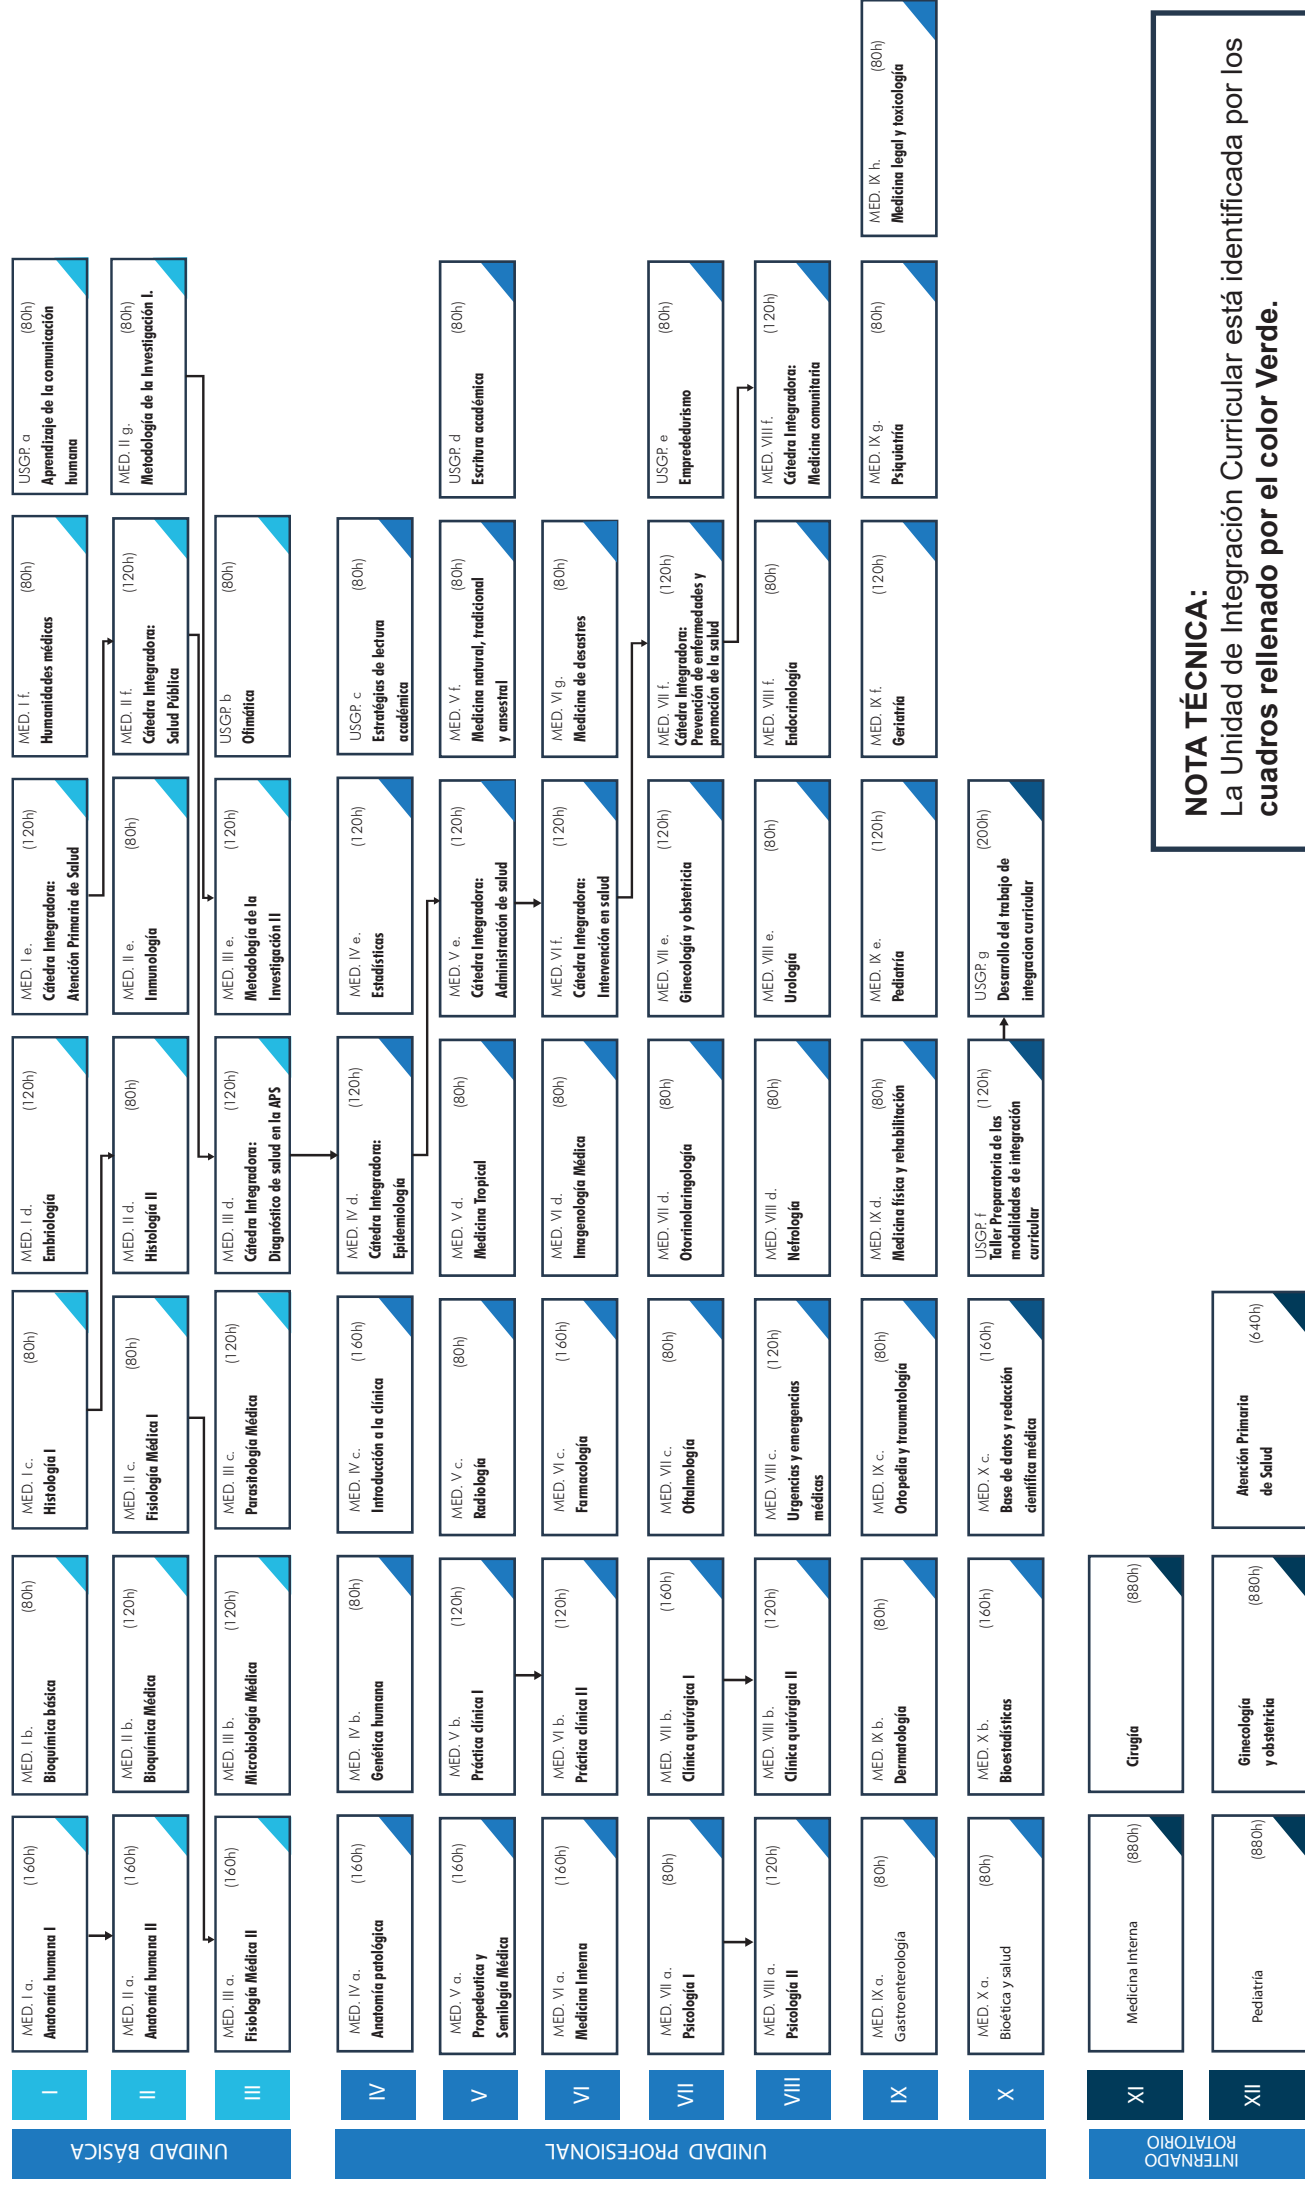 UNIDAD BÁSICA
I
MED. I a.
(160h)
Anatomía humana I
MED. I b.
(80h)
Bioquímica básica
MED. I c.
(80h)
Histología I
MED. I d.
(120h)
Embriología
MED. I e.
(120h)
Cátedra Integradora:
Atención Primaria de Salud
MED. I f.
(80h)
Humanidades médicas
USGP. a
(80h)
Aprendizaje de la comunicación
humana
II
MED. II a.
(160h)
Anatomía humana II
MED. II b.
(120h)
Bioquímica Médica
MED. II c.
(80h)
Fisiología Médica I
MED. II d.
(80h)
Histología II
MED. II e.
(80h)
Inmunología
MED. II f.
(120h)
Cátedra Integradora:
Salud Pública
MED. II g.
(80h)
Metodología de la Investigación I.
III
MED. III a.
(160h)
Fisiología Médica II
MED. III b.
(120h)
Microbiología Médica
MED. III c.
(120h)
Parasitología Médica
MED. III d.
(120h)
Cátedra Integradora:
Diagnóstico de salud en la APS
MED. III e.
(120h)
Metodología de la
Investigación II
USGP. b
(80h)
Ofimática
UNIDAD PROFESIONAL
IV
MED. IV a.
(160h)
Anatomía patológica
MED. IV b.
(80h)
Genética humana
MED. IV c.
(160h)
Introducción a la clínica
MED. IV d.
(120h)
Cátedra Integradora:
Epidemiología
MED. IV e.
(120h)
Estadísticas
USGP. c
(80h)
Estratégias de lectura
académica
V
MED. V a.
(160h)
Propedeutica y
Semilogía Médica
MED. V b.
(120h)
Práctica clínica I
MED. V c.
(80h)
Radiología
MED. V d.
(80h)
Medicina Tropical
MED. V e.
(120h)
Cátedra Integradora:
Administración de salud
MED. V f.
(80h)
Medicina natural, tradicional
y ansestral
USGP. d
(80h)
Escritura académica
VI
MED. VI a.
(160h)
Medicina Interna
MED. VI b.
(120h)
Práctica clínica II
MED. VI c.
(160h)
Farmacología
MED. VI d.
(80h)
Imagenología Médica
MED. VI f.
(120h)
Cátedra Integradora:
Intervención en salud
MED. VI g.
(80h)
Medicina de desastres
VII
MED. VII a.
(80h)
Psicología I
MED. VII b.
(160h)
Clínica quirúrgica I
MED. VII c.
(80h)
Oftalmología
MED. VII d.
(80h)
Otorrinolaringología
MED. VII e.
(120h)
Ginecología y obstetricia
MED. VII f.
(120h)
Cátedra Integradora:
Prevención de enfermedades y
promoción de la salud
USGP. e
(80h)
Emprededurismo
VIII
MED. VIII a.
(120h)
Psicología II
MED. VIII b.
(120h)
Clínica quirúrgica II
MED. VIII c.
(120h)
Urgencias y emergencias
médicas
MED. VIII d.
(80h)
Nefrología
MED. VIII e.
(80h)
Urología
MED. VIII f.
(80h)
Endocrinología
MED. VIII f.
(120h)
Cátedra Integradora:
Medicina comunitaria
IX
MED. IX a.
(80h)
Gastroenterología
MED. IX b.
(80h)
Dermatología
MED. IX c.
(80h)
Ortopedia y traumatología
MED. IX d.
(80h)
Medicina física y rehabilitación
MED. IX e.
(120h)
Pediatría
MED. IX f.
(120h)
Geriatría
MED. IX g.
(80h)
Psiquiatría
MED. IX h.
(80h)
Medicina legal y toxicología
X
MED. X a.
(80h)
Bioética y salud
MED. X b.
(160h)
Bioestadísticas
MED. X c.
(160h)
Base de datos y redacción
científica médica
USGP. f
(120h)
Taller Preparatoria de las
modalidades de integración
curricular
USGP. g
(200h)
Desarrollo del trabajo de
integracion curricular
INTERNADO
ROTATORIO
XI
(880h)
Medicina Interna
(880h)
Cirugía
XII
(880h)
Pediatría
(880h)
Ginecología
y obstetricia
(640h)
Atención Primaria
de Salud
NOTA TÉCNICA:
La Unidad de Integración Curricular está identificada por los
cuadros rellenado por el color Verde.